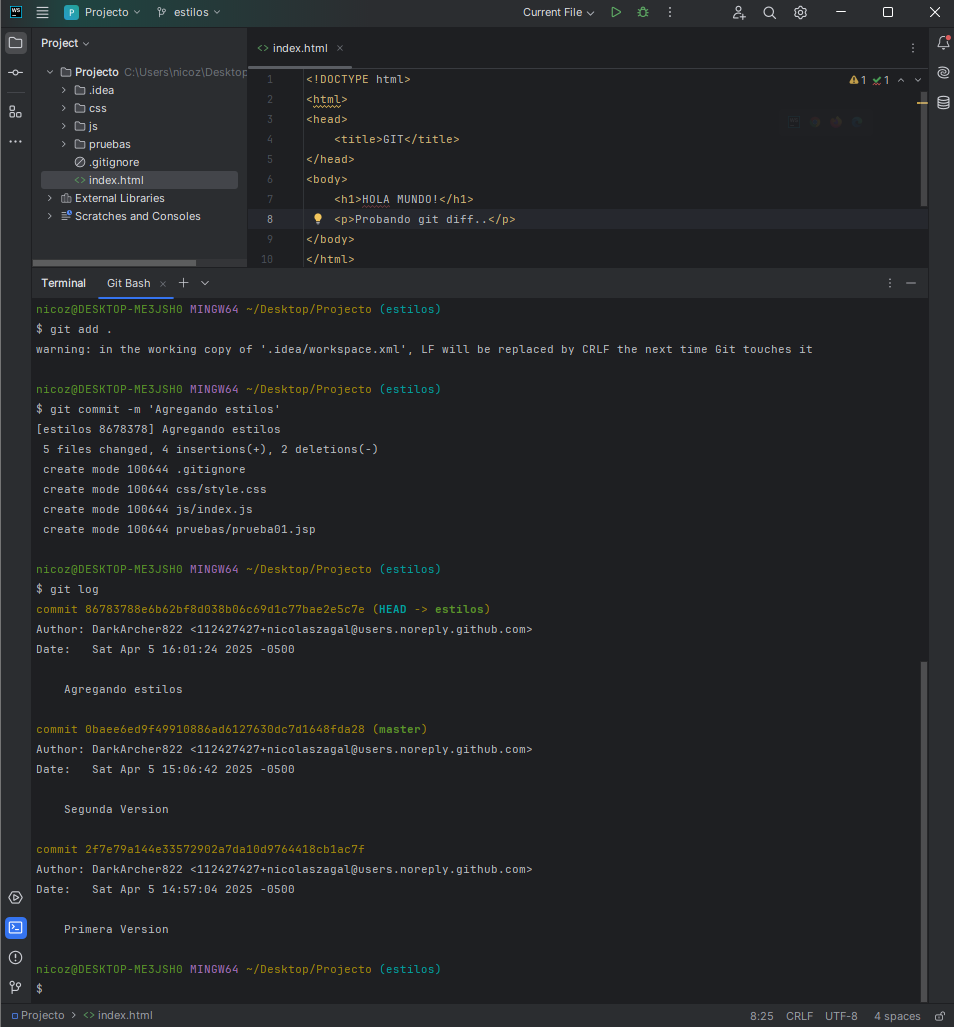 WS
P Projecto
estilos
Current File
Project
index.html
Projecto C:\Users\nicoz\Desktop
.idea
css
js
pruebas
.gitignore
index.html
External Libraries
Scratches and Consoles
1 <!DOCTYPE html>
2 <html>
3 <head>
4 <title>GIT</title>
5 </head>
6 <body>
7 <h1>HOLA MUNDO!</h1>
8 <p>Probando git diff..</p>
9 </body>
10 </html>
1 1
Terminal Git Bash
nicoz@DESKTOP-ME3JSH0 MINGW64 ~/Desktop/Projecto (estilos)
$ git add .
warning: in the working copy of '.idea/workspace.xml', LF will be replaced by CRLF the next time Git touches it
nicoz@DESKTOP-ME3JSH0 MINGW64 ~/Desktop/Projecto (estilos)
$ git commit -m 'Agregando estilos'
[estilos 8678378] Agregando estilos
5 files changed, 4 insertions(+), 2 deletions(-)
create mode 100644 .gitignore
create mode 100644 css/style.css
create mode 100644 js/index.js
create mode 100644 pruebas/prueba01.jsp
nicoz@DESKTOP-ME3JSH0 MINGW64 ~/Desktop/Projecto (estilos)
$ git log
commit 86783788e6b62bf8d038b06c69d1c77bae2e5c7e (HEAD -> estilos)
Author: DarkArcher822 <112427427+nicolaszagal@users.noreply.github.com>
Date:   Sat Apr 5 16:01:24 2025 -0500
Agregando estilos
commit 0baee6ed9f49910886ad6127630dc7d1648fda28 (master)
Author: DarkArcher822 <112427427+nicolaszagal@users.noreply.github.com>
Date:   Sat Apr 5 15:06:42 2025 -0500
Segunda Version
commit 2f7e79a144e33572902a7da10d9764418cb1ac7f
Author: DarkArcher822 <112427427+nicolaszagal@users.noreply.github.com>
Date:   Sat Apr 5 14:57:04 2025 -0500
Primera Version
nicoz@DESKTOP-ME3JSH0 MINGW64 ~/Desktop/Projecto (estilos)
$
Projecto > <> index.html
8:25 CRLF UTF-8 4 spaces